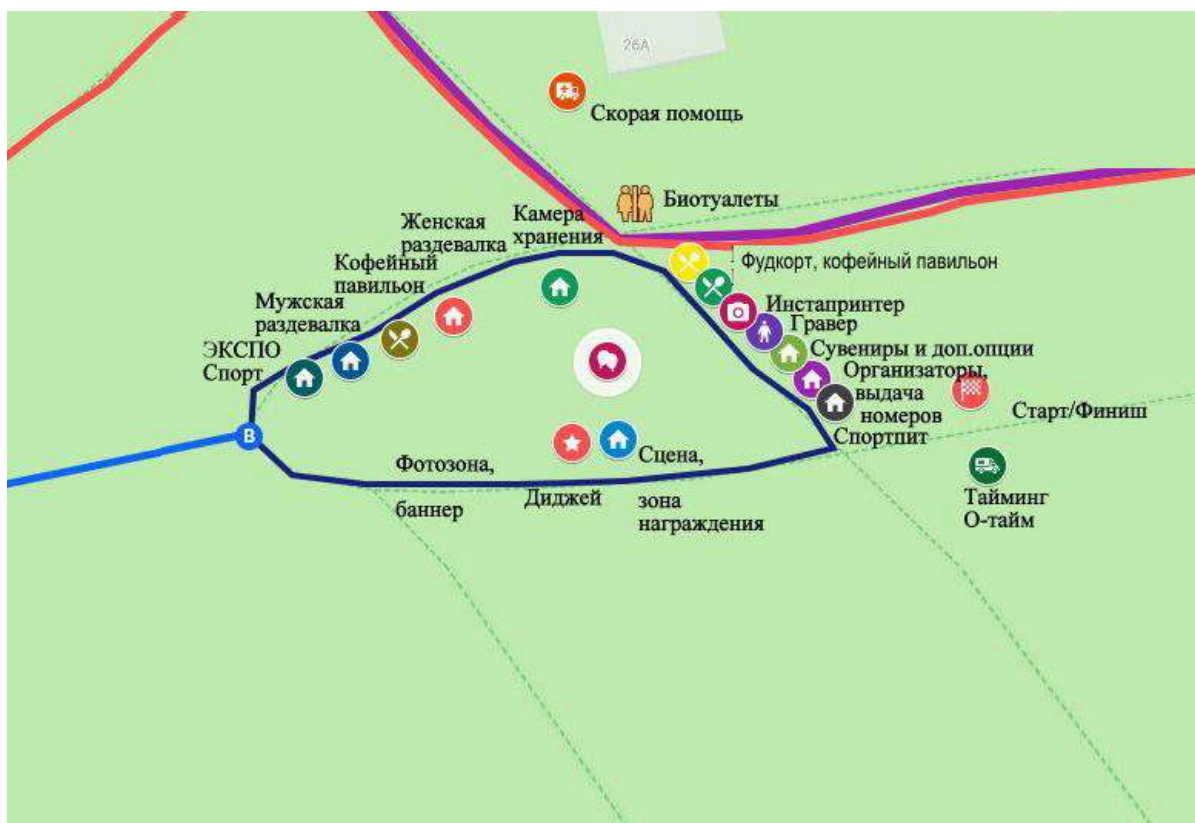 26А
Скорая помощь
Биотуалеты
Камера
хранения
Женская
раздевалка
Кофейный
павильон
Мужская
раздевалка
ЭКСПО
Спорт
В
Фудкорт, кофейный павильон
Инстапринтер
Гравер
Сувениры и доп.опции
Организаторы,
выдача
номеров
Спортпит
Старт/Финиш
Тайминг
О-тайм
Фотозона,
баннер
Диджей
Сцена,
зона
награждения